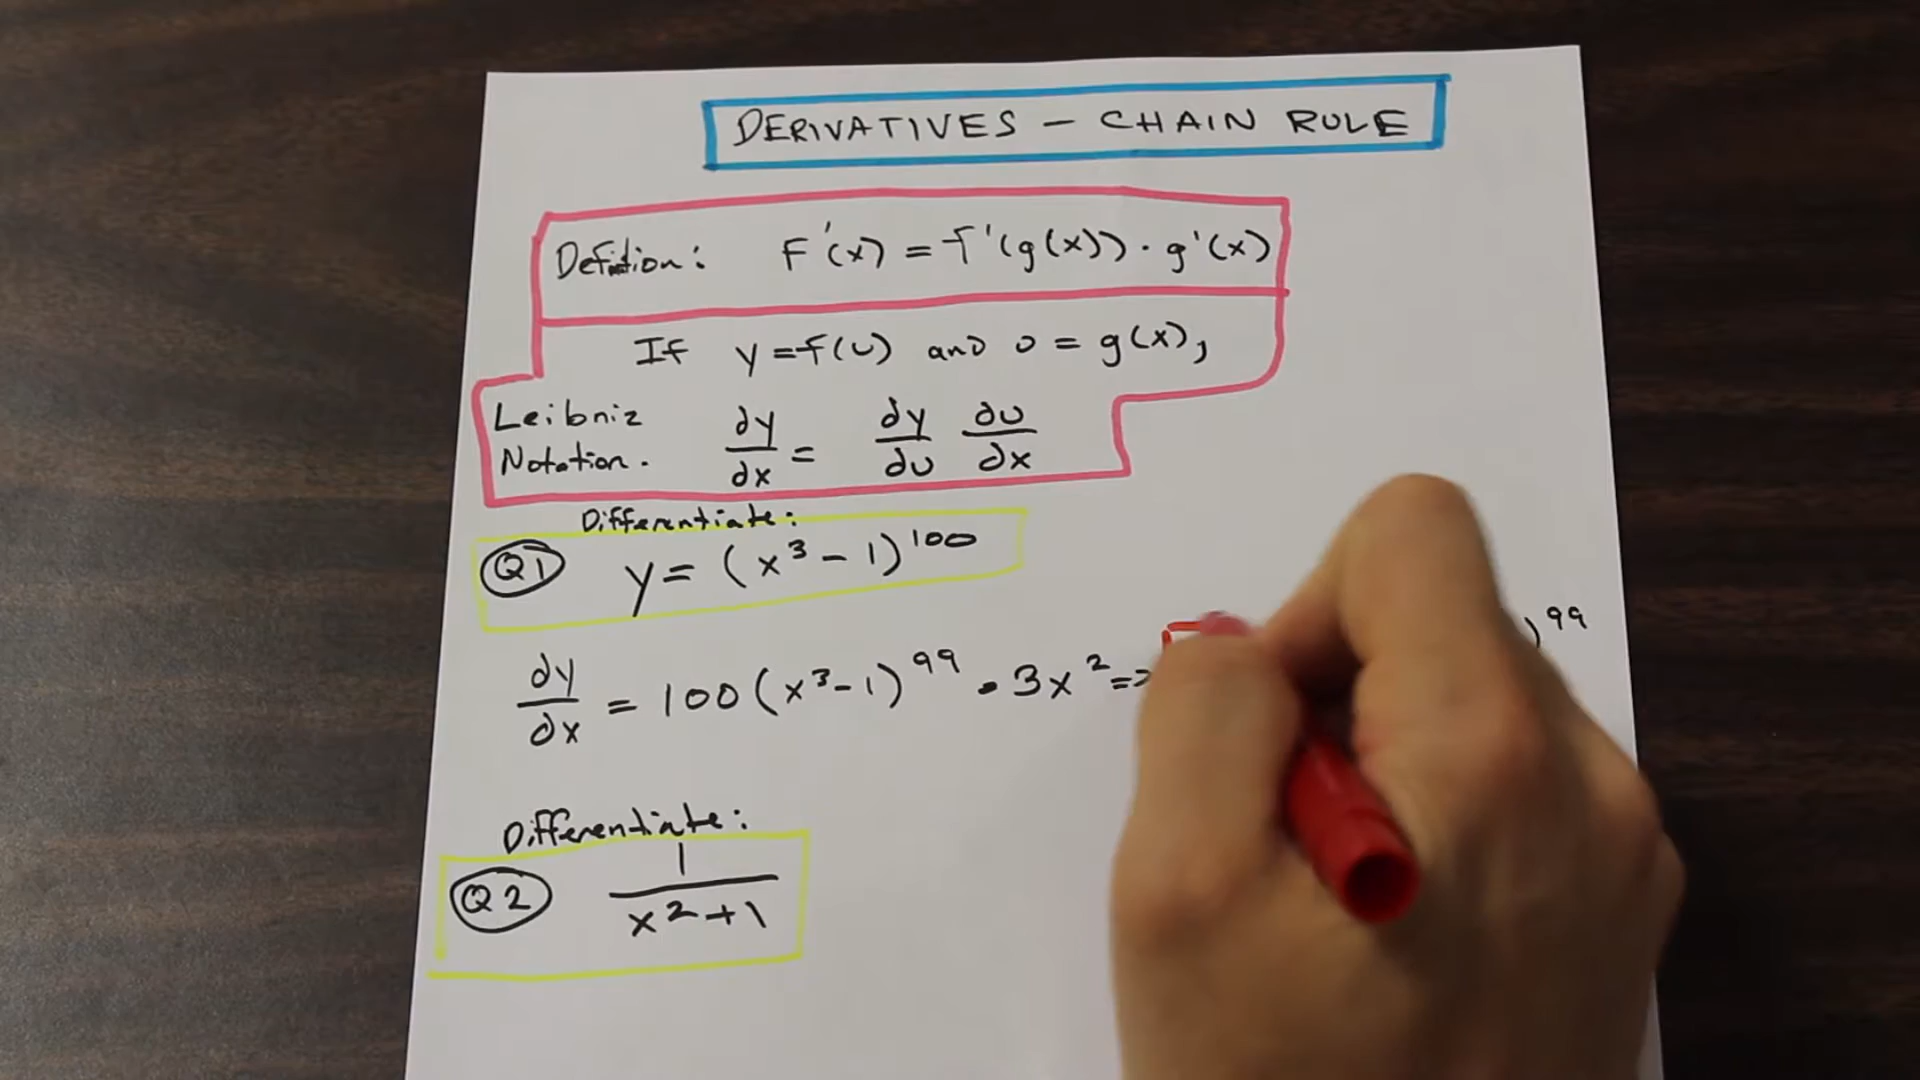 DERIVATIVES - CHAIN RULE
Defintion: F'(x) = f'(g(x)) · g'(x)
If y=f(u) and u = g(x),
Leibniz Notation. dy/dx = dy/du du/dx
Differentiate:
Q1 y = (x³ - 1)¹⁰⁰
dy/dx = 100(x³-1)⁹⁹ · 3x² => )⁹⁹
Differentiate:
Q2 1/(x²+1)